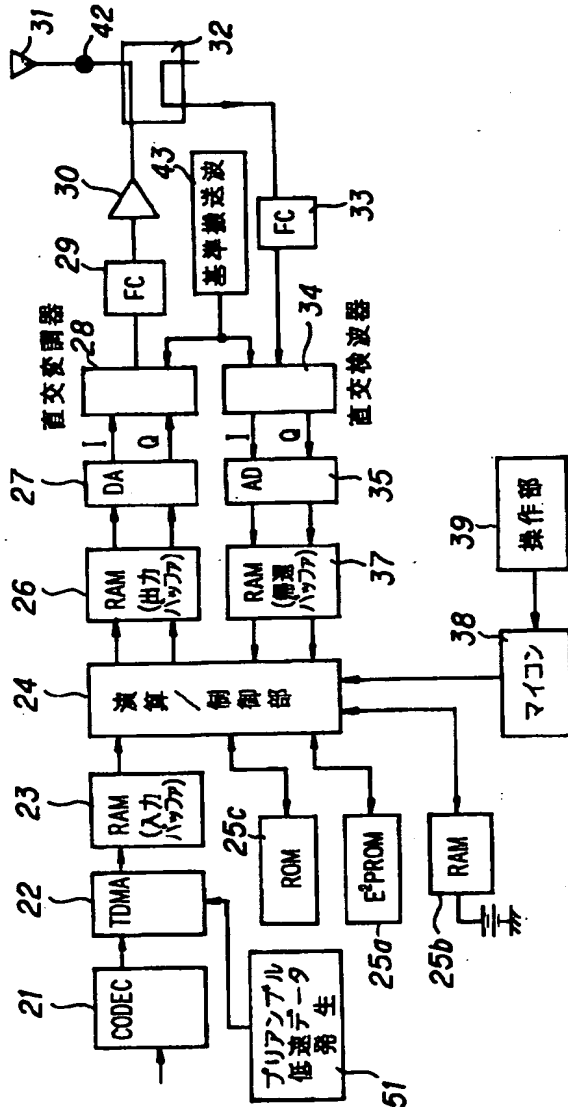 21
CODEC
22
TDMA
23
RAM
(入力
バッファ)
24
演算／制御部
26
RAM
(出力
バッファ)
27
DA
I
Q
直交変調器
28
29
FC
30
31
42
32
43
基準搬送波
33
FC
34
直交検波器
I
Q
AD
35
RAM
(帰還
バッファ)
37
25c
ROM
E²PROM
25a
RAM
25b
マイコン
38
39
操作部
プリアンブル
低速データ
発生
51